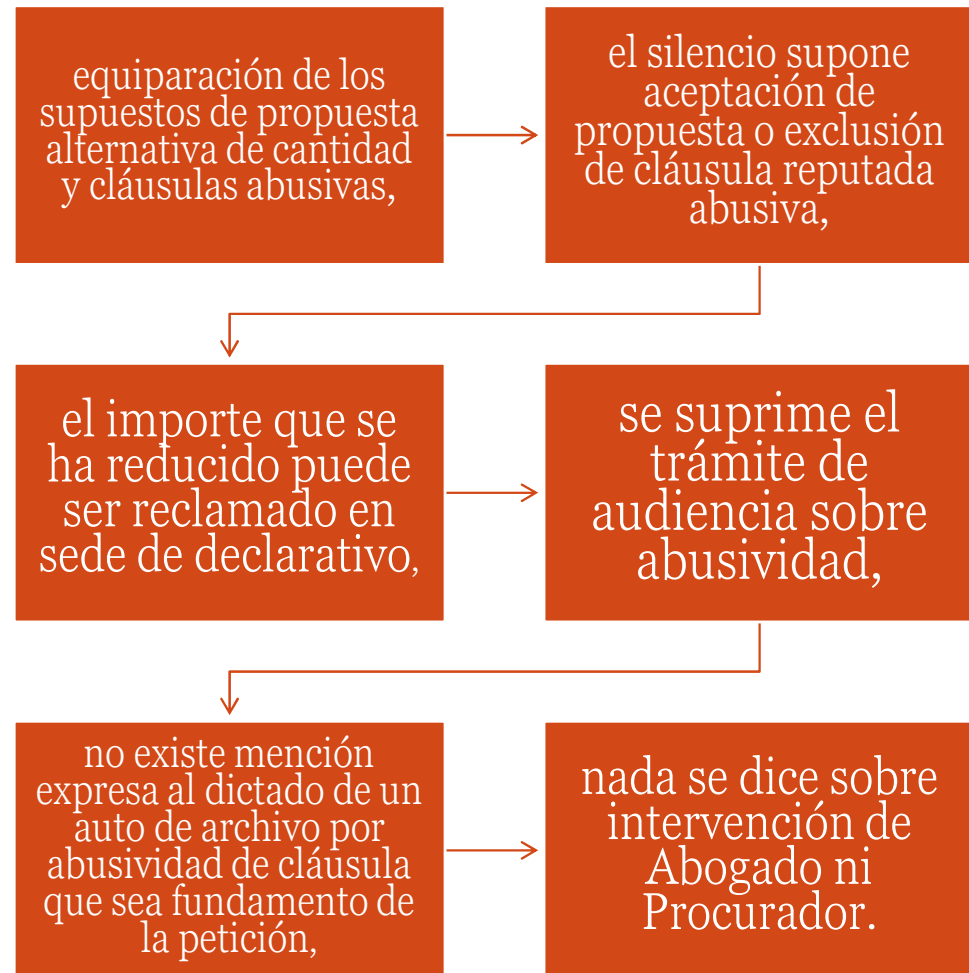 equiparación de los
supuestos de propuesta
alternativa de cantidad
y cláusulas abusivas,
el silencio supone
aceptación de
propuesta o exclusión
de cláusula reputada
abusiva,
el importe que se
ha reducido puede
ser reclamado en
sede de declarativo,
se suprime el
trámite de
audiencia sobre
abusividad,
no existe mención
expresa al dictado de un
auto de archivo por
abusividad de cláusula
que sea fundamento de
la petición,
nada se dice sobre
intervención de
Abogado ni
Procurador.